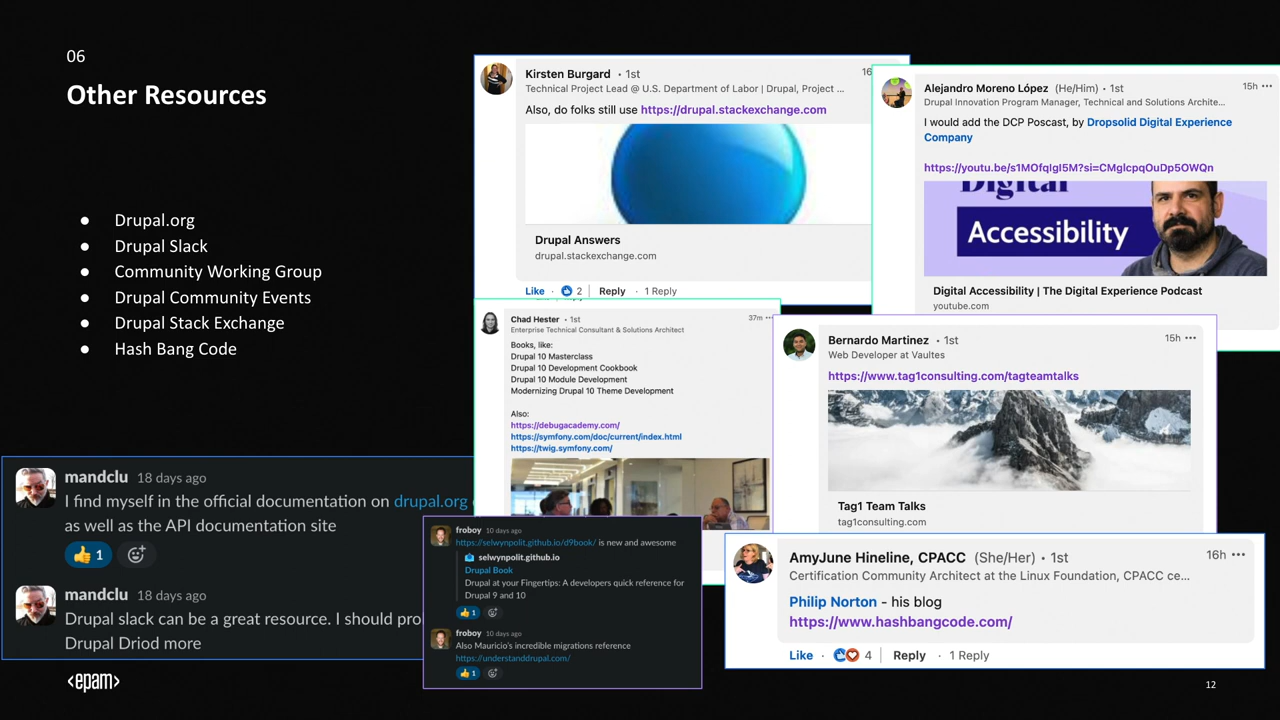 06
Other Resources
● Drupal.org
● Drupal Slack
● Community Working Group
● Drupal Community Events
● Drupal Stack Exchange
● Hash Bang Code
Kirsten Burgard • 1st
16
Technical Project Lead @ U.S. Department of Labor | Drupal, Project ...
Also, do folks still use https://drupal.stackexchange.com
Drupal Answers
drupal.stackexchange.com
Like · 2 | Reply · 1 Reply
Alejandro Moreno López (He/Him) • 1st
15h •••
Drupal Innovation Program Manager, Technical and Solutions Archite...
I would add the DCP Poscast, by Dropsolid Digital Experience
Company
https://youtu.be/s1MOfqIgI5M?si=CMglcpqOuDp5OWQn
Digital
Accessibility
Digital Accessibility | The Digital Experience Podcast
youtube.com
Chad Hester • 1st
37m •••
Enterprise Technical Consultant & Solutions Architect
Books, like:
Drupal 10 Masterclass
Drupal 10 Development Cookbook
Drupal 10 Module Development
Modernizing Drupal 10 Theme Development
Also:
https://debugacademy.com/
https://symfony.com/doc/current/index.html
https://twig.symfony.com/
Bernardo Martinez • 1st
15h •••
Web Developer at Vaultes
https://www.tag1consulting.com/tagteamtalks
Tag1 Team Talks
tag1consulting.com
mandclu 18 days ago
I find myself in the official documentation on drupal.org
as well as the API documentation site
👍 1
mandclu 18 days ago
Drupal slack can be a great resource. I should pro
Drupal Driod more
froboy 10 days ago
https://selwynpolit.github.io/d9book/ is new and awesome
selwynpolit.github.io
Drupal Book
Drupal at your Fingertips: A developers quick reference for
Drupal 9 and 10
👍 1
froboy 10 days ago
Also Mauricio's incredible migrations reference
https://understanddrupal.com/
👍 1
AmyJune Hineline, CPACC (She/Her) • 1st
16h •••
Certification Community Architect at the Linux Foundation, CPACC ce...
Philip Norton - his blog
https://www.hashbangcode.com/
Like · 4 | Reply · 1 Reply
<epam>
12